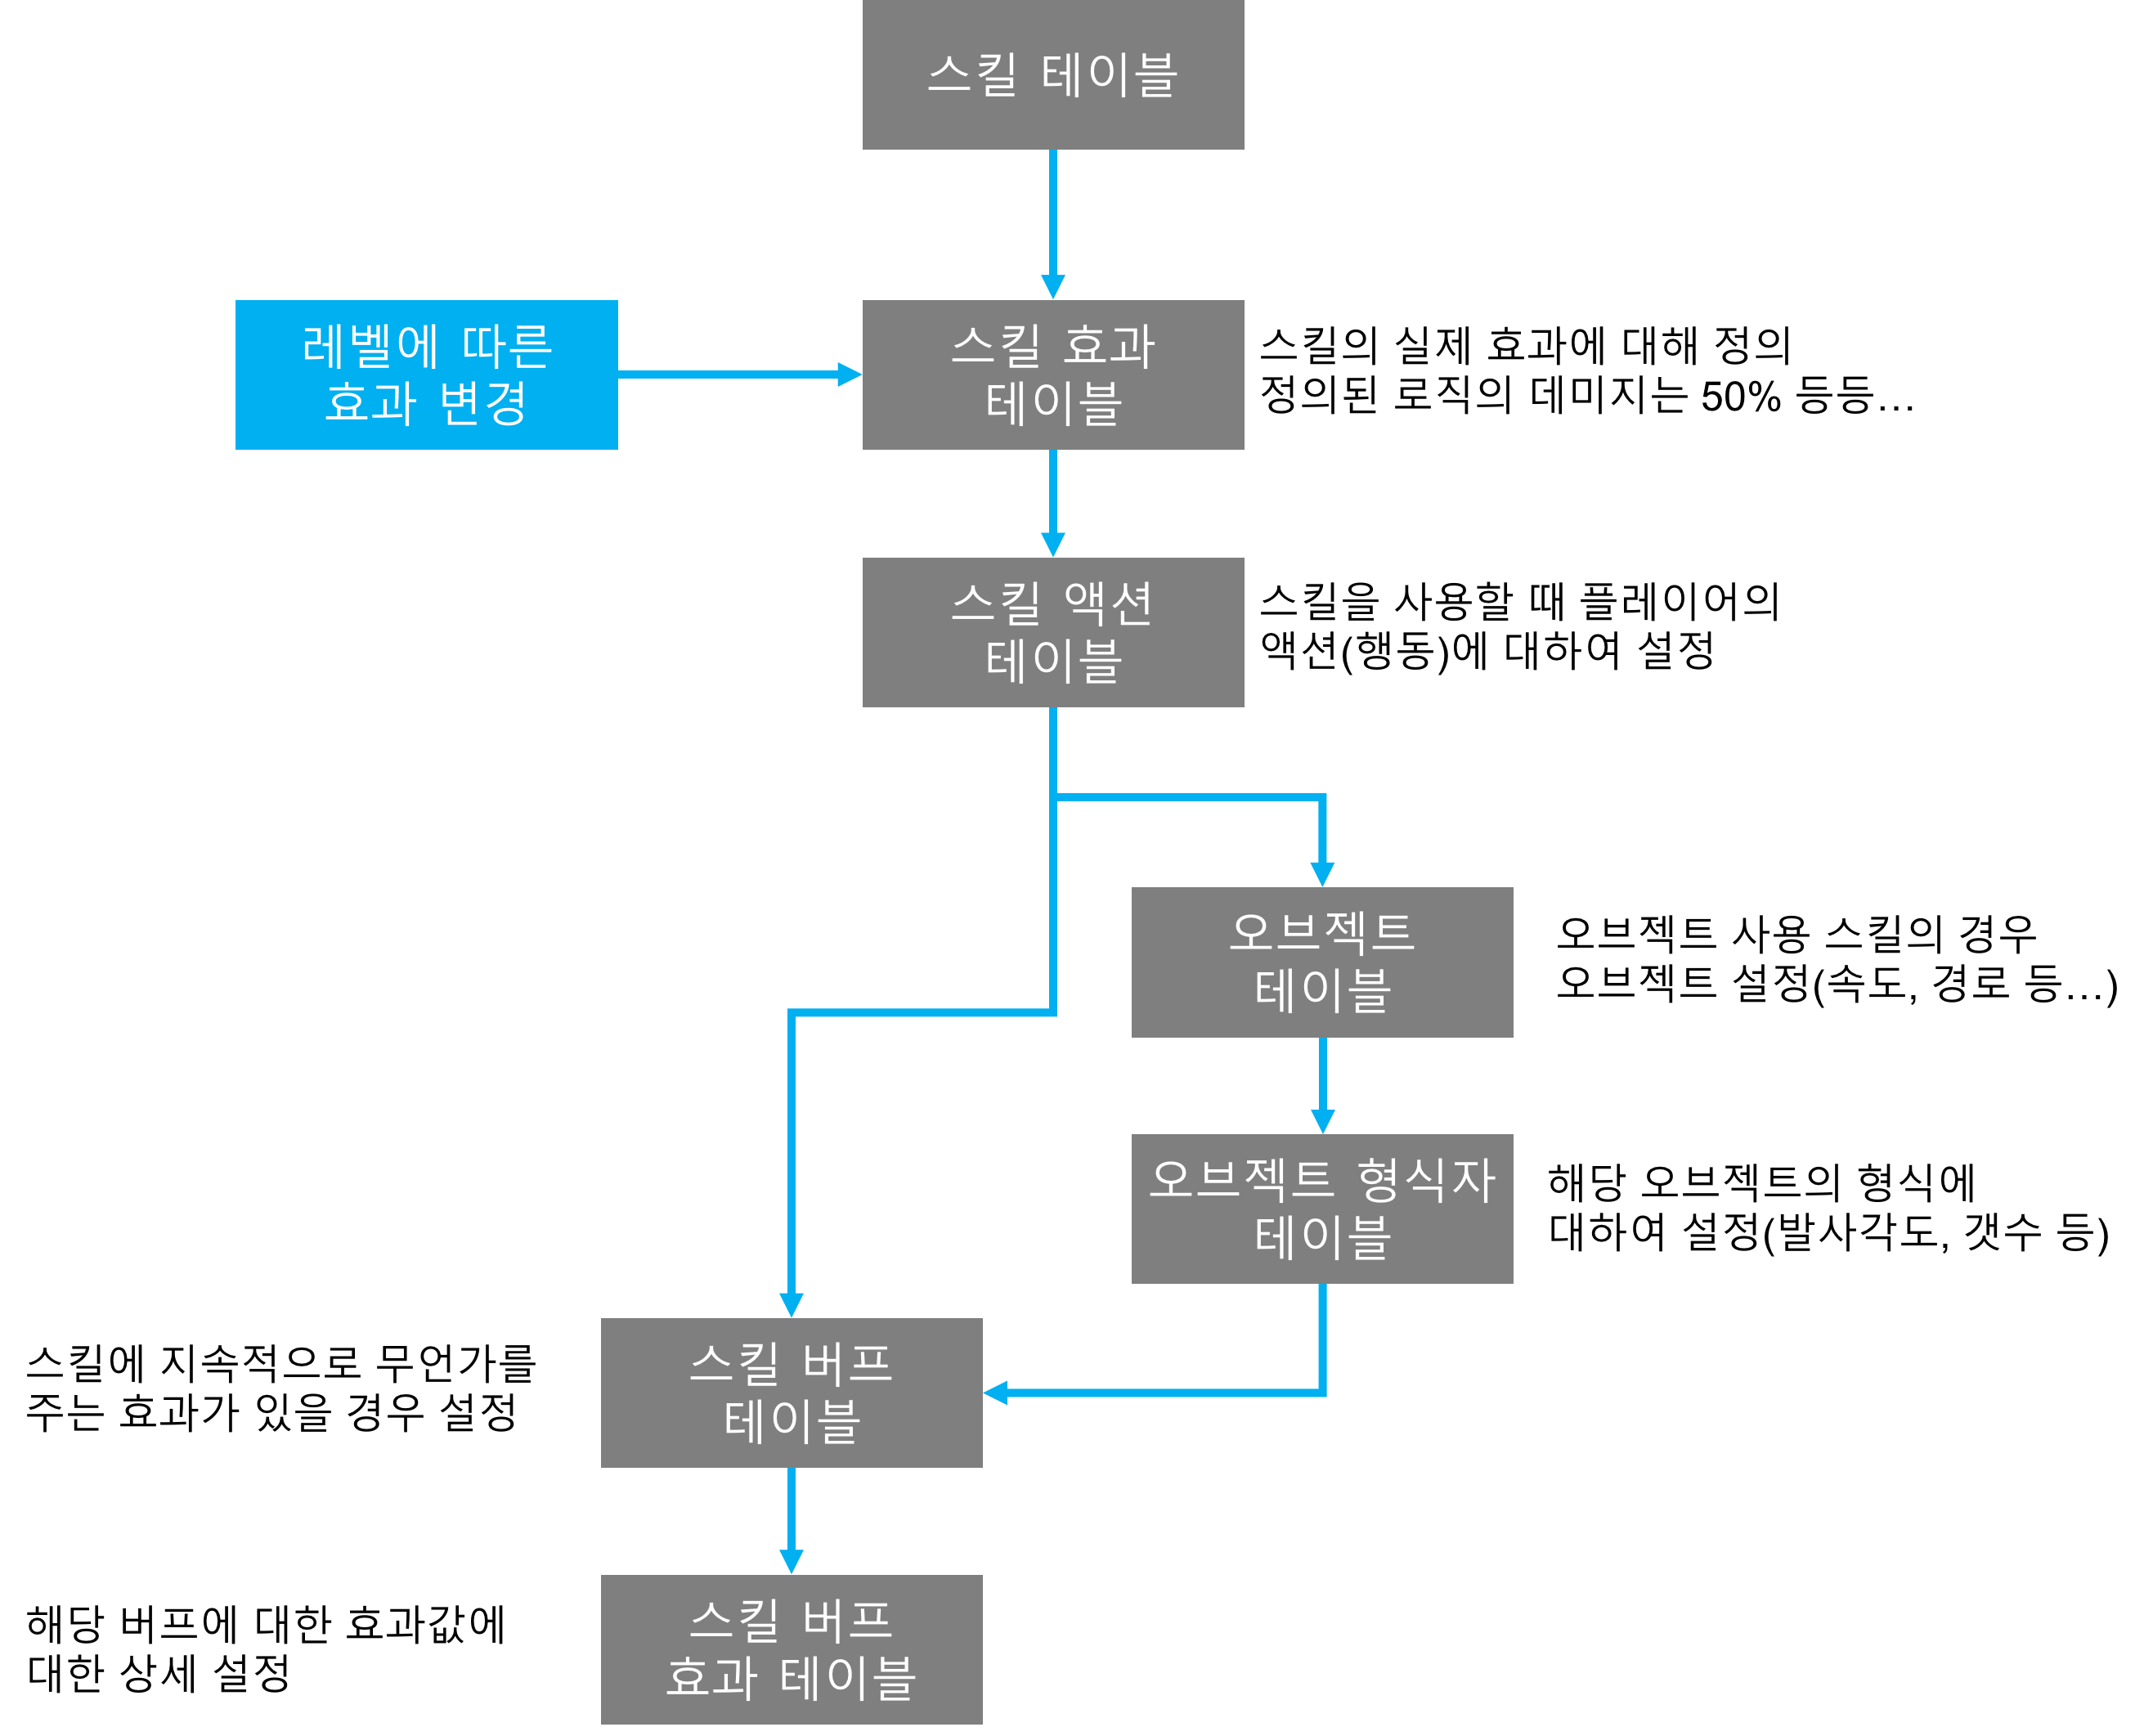 스킬 테이블
레벨에 따른
효과 변경
스킬 효과
테이블
스킬의 실제 효과에 대해 정의
정의된 로직의 데미지는 50% 등등...
스킬 액션
테이블
스킬을 사용할 때 플레이어의
액션(행동)에 대하여 설정
오브젝트
테이블
오브젝트 사용 스킬의 경우
오브젝트 설정(속도, 경로 등...)
오브젝트 형식자
테이블
해당 오브젝트의 형식에
대하여 설정(발사각도, 갯수 등)
스킬에 지속적으로 무언가를
주는 효과가 있을 경우 설정
스킬 버프
테이블
해당 버프에 대한 효과값에
대한 상세 설정
스킬 버프
효과 테이블